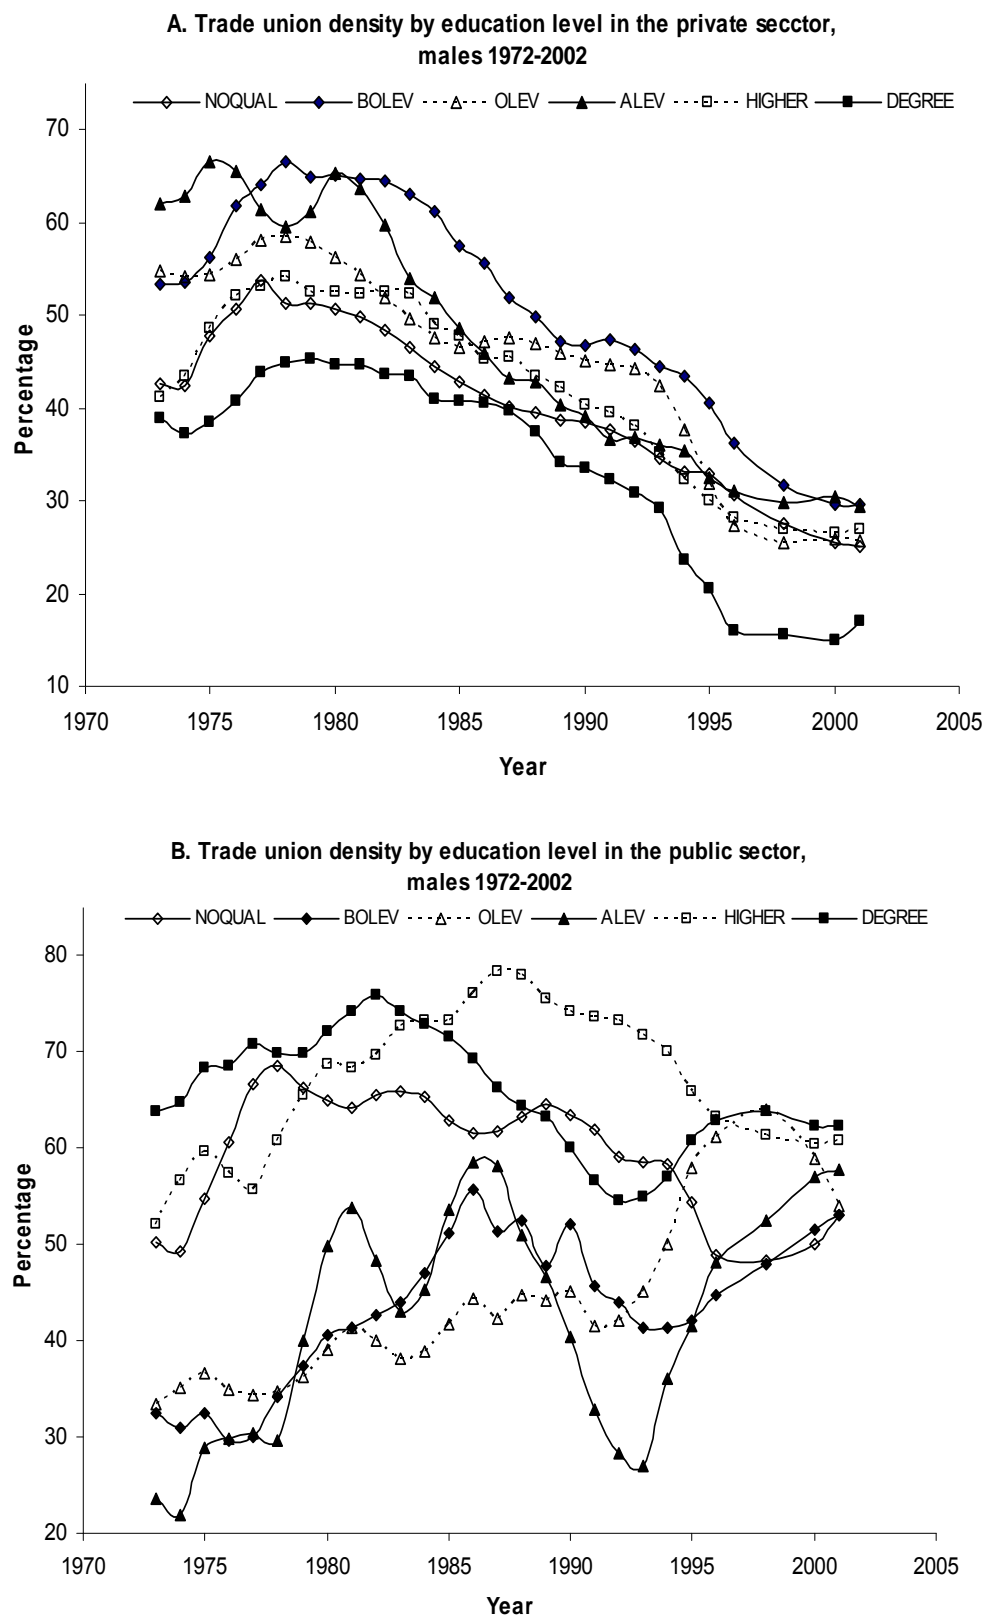 A. Trade union density by education level in the private secctor,
males 1972-2002
NOQUAL BOLEV OLEV ALEV HIGHER DEGREE
70
60
50
40
30
20
10
Percentage
1970 1975 1980 1985 1990 1995 2000 2005
Year
B. Trade union density by education level in the public sector,
males 1972-2002
NOQUAL BOLEV OLEV ALEV HIGHER DEGREE
80
70
60
50
40
30
20
Percentage
1970 1975 1980 1985 1990 1995 2000 2005
Year